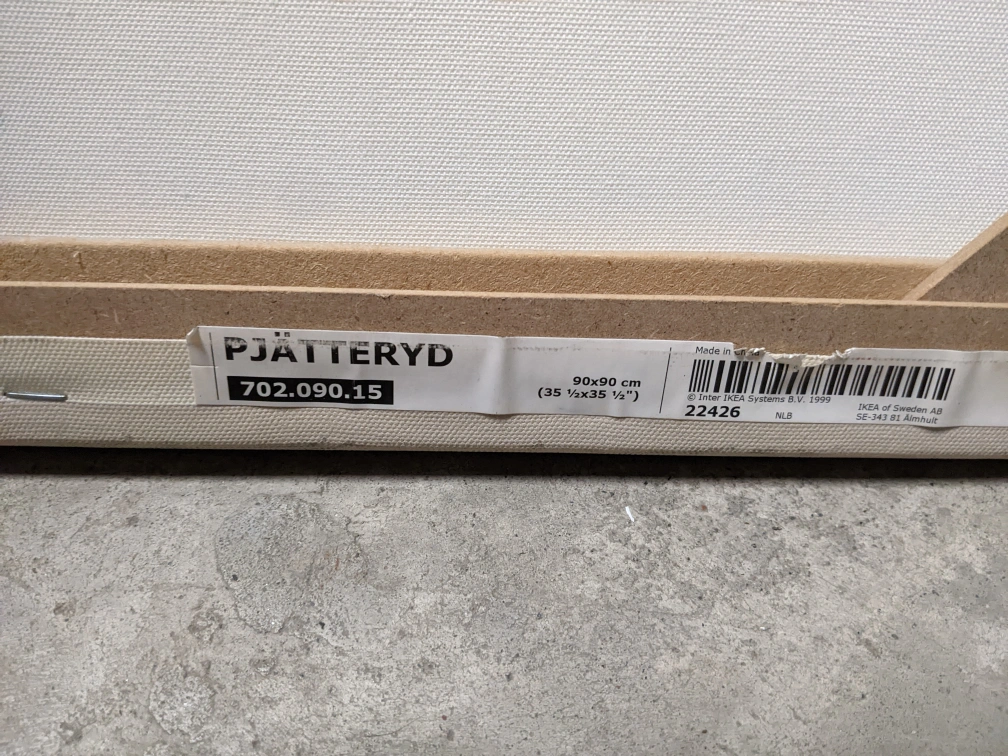 PJÄTTERYD
702.090.15
90x90 cm
(35 ½x35 ½")
Made in
© Inter IKEA Systems B.V. 1999
22426
NLB
IKEA of Sweden AB
SE-343 81 Älmhult